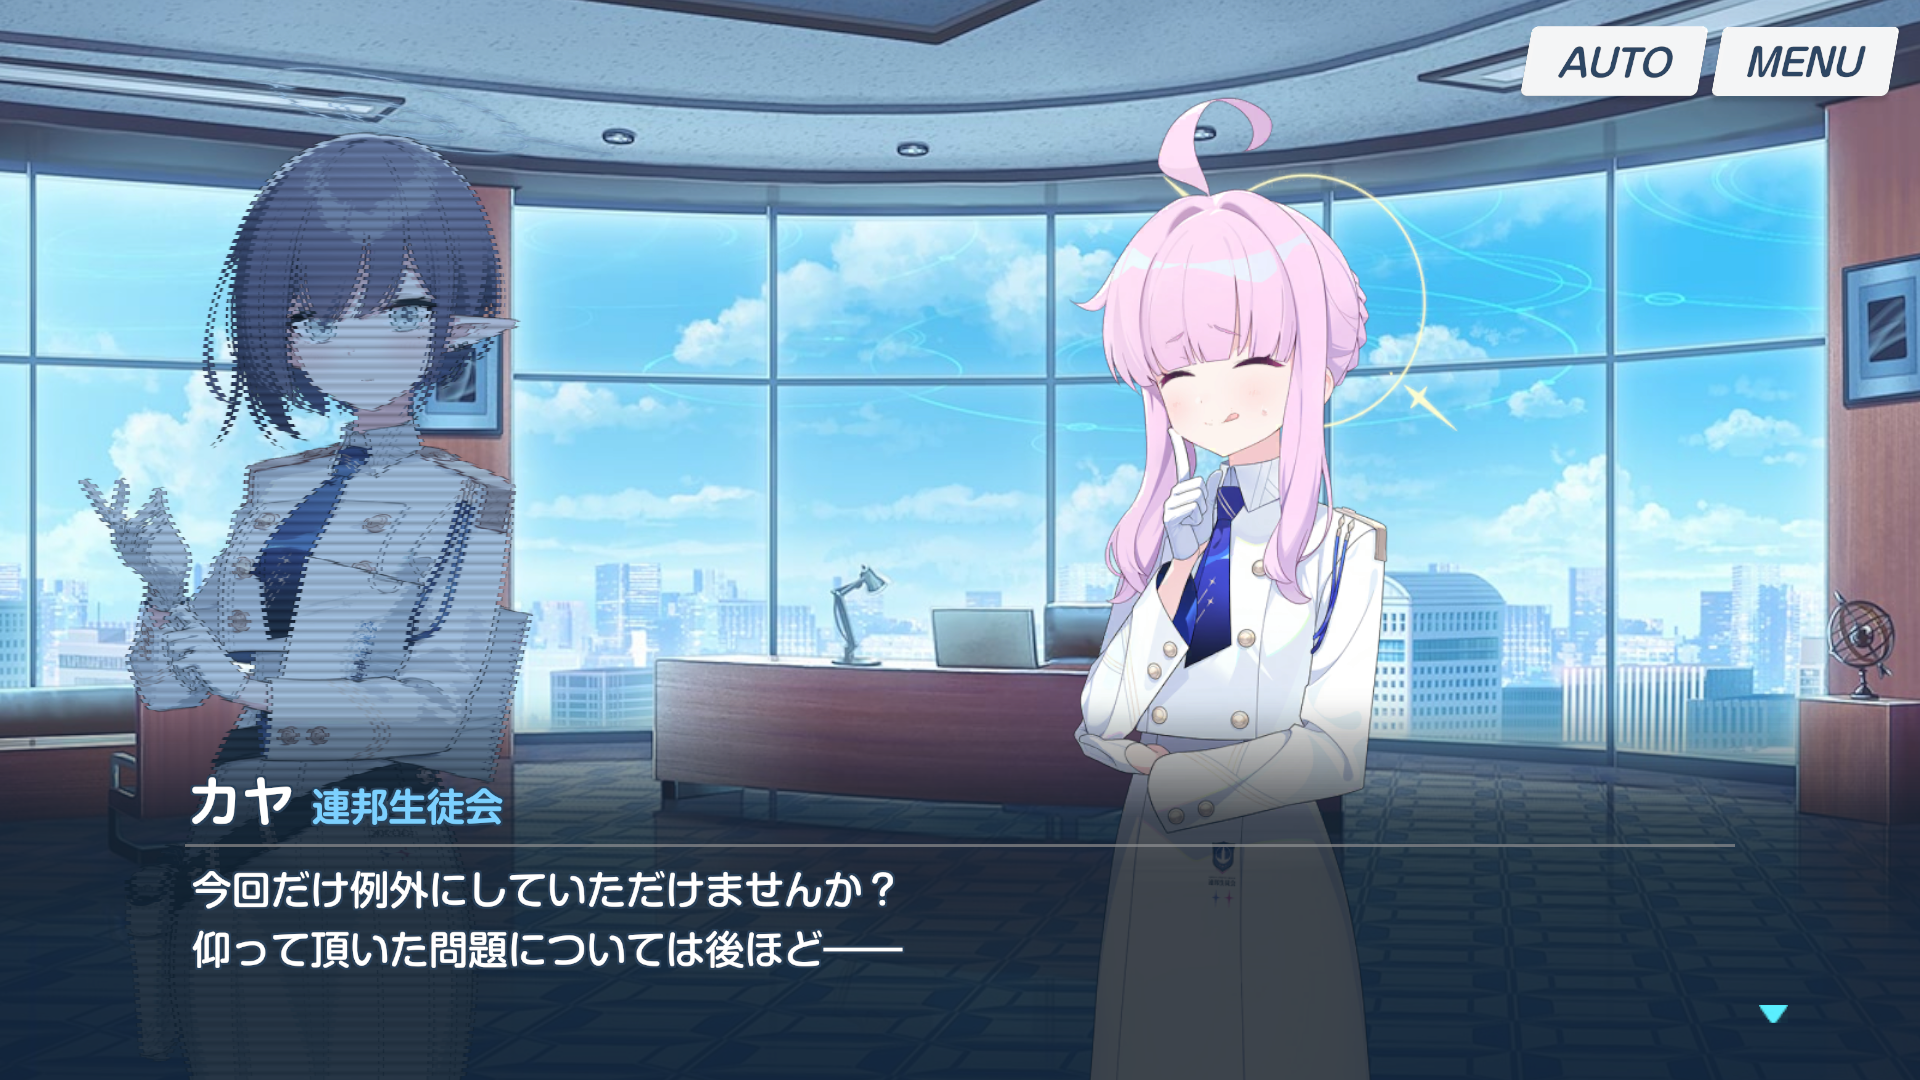 AUTO MENU
カヤ 連邦生徒会
今回だけ例外にしていただけませんか？
仰って頂いた問題については後ほど――